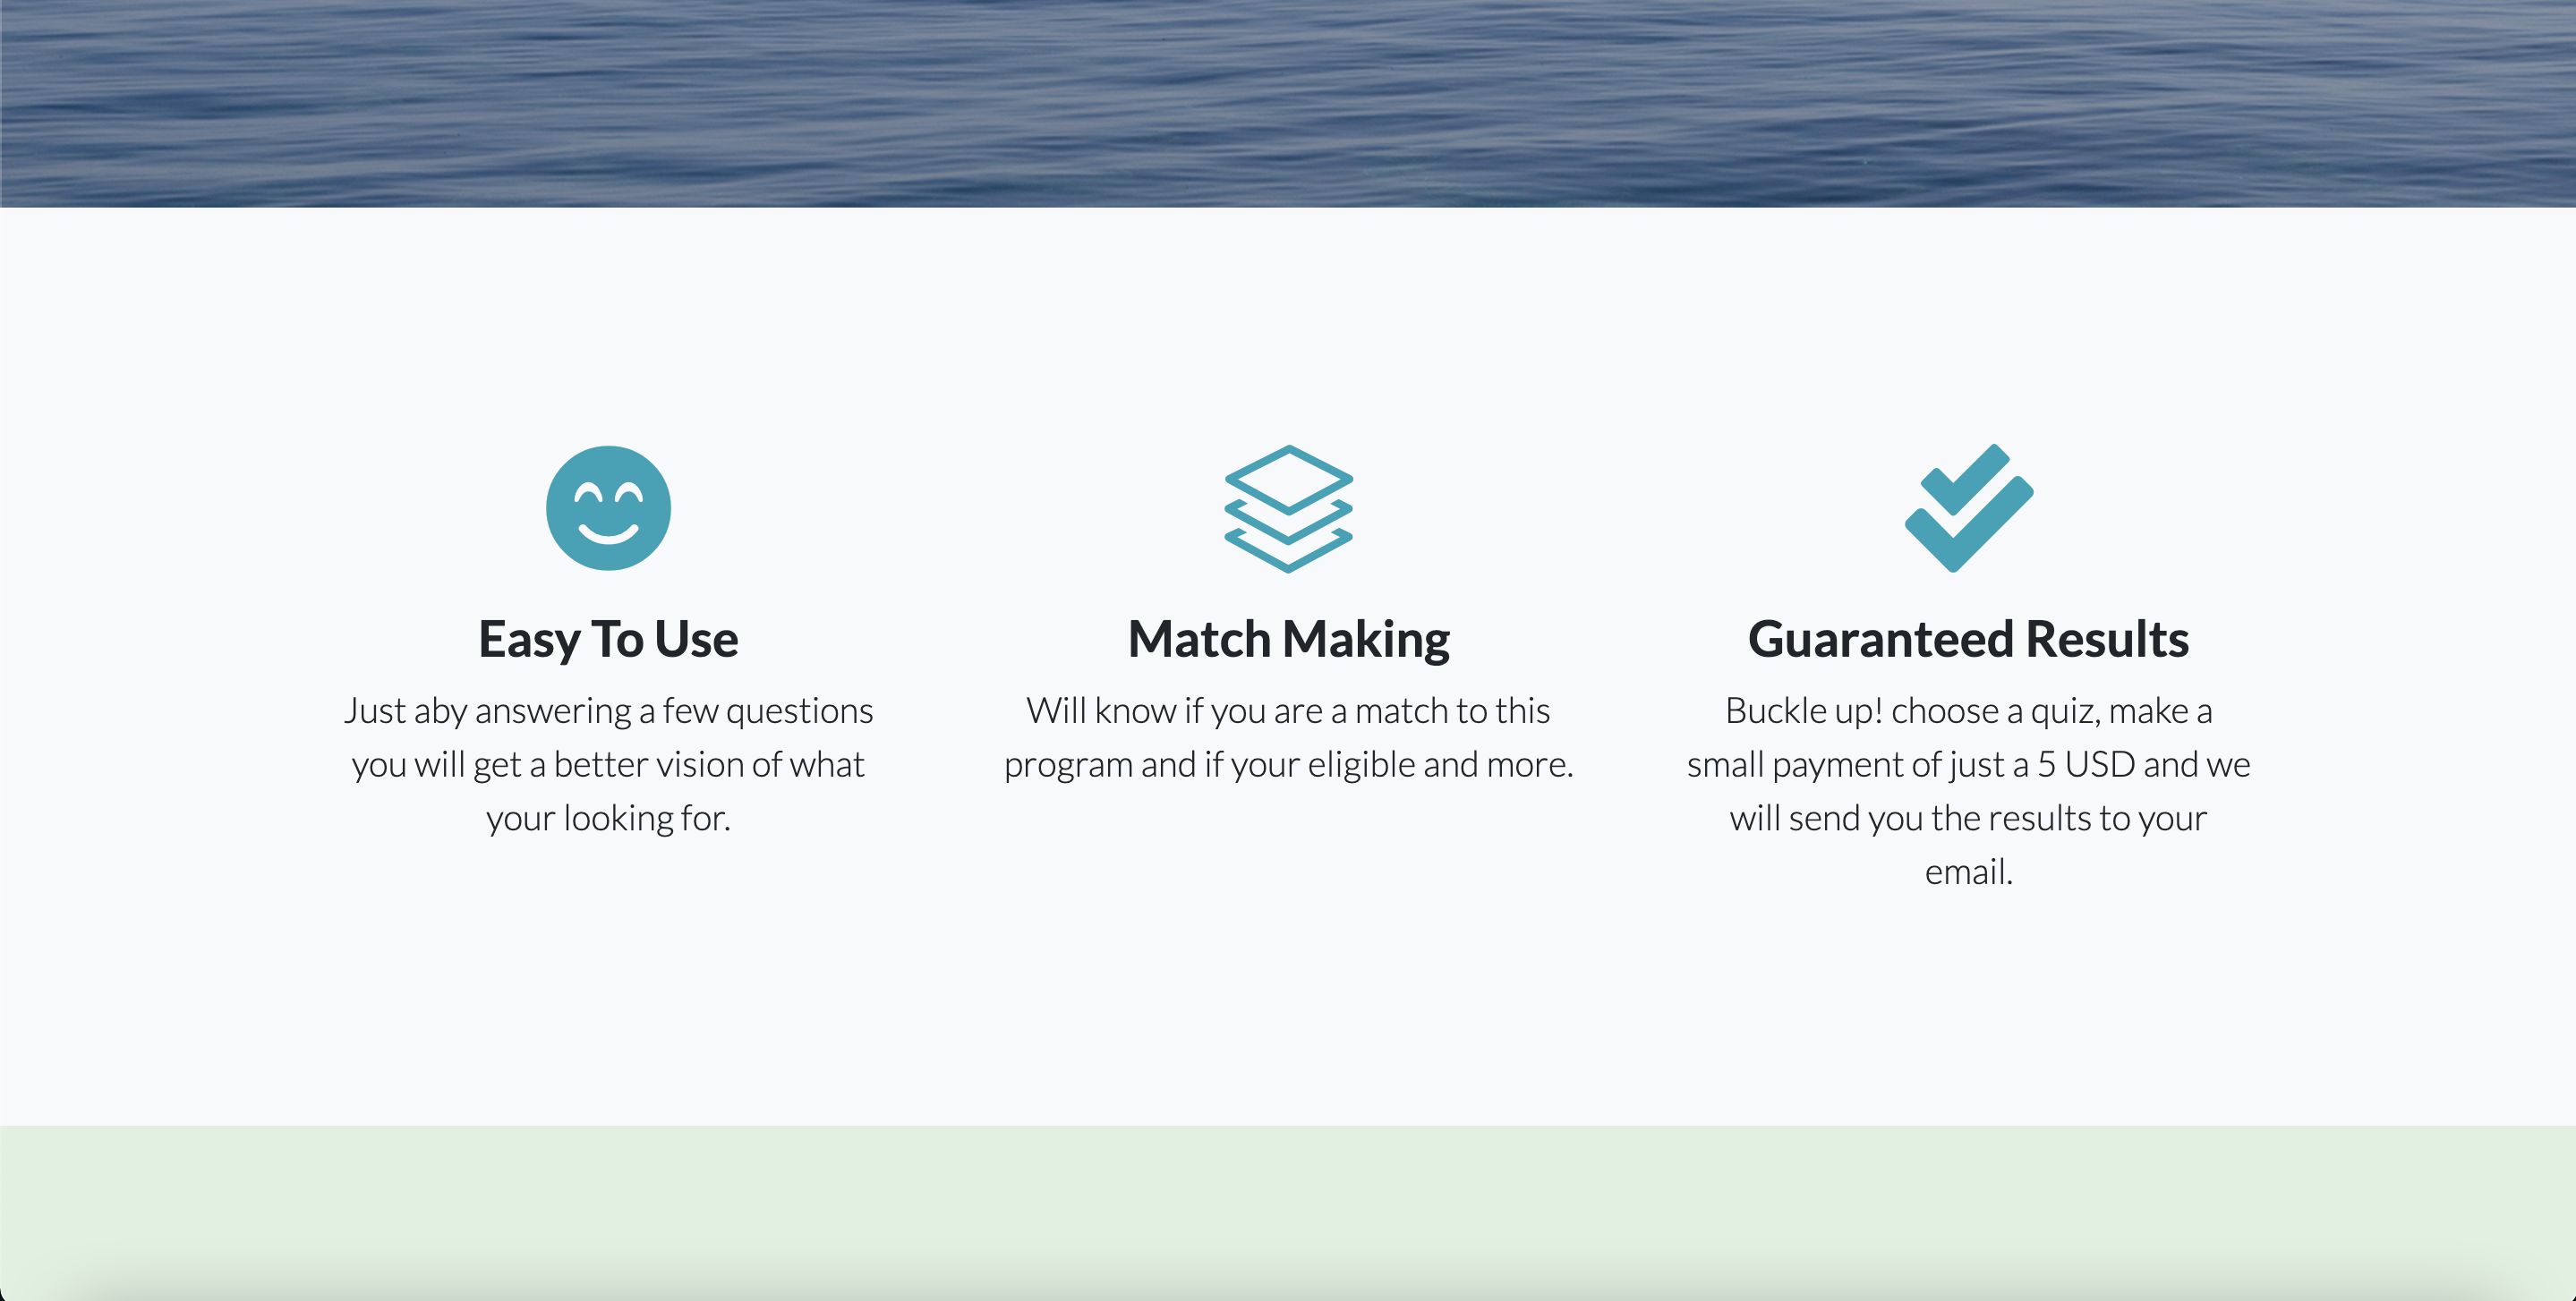 Easy To Use
Just aby answering a few questions
you will get a better vision of what
your looking for.
Match Making
Will know if you are a match to this
program and if your eligible and more.
Guaranteed Results
Buckle up! choose a quiz, make a
small payment of just a 5 USD and we
will send you the results to your
email.